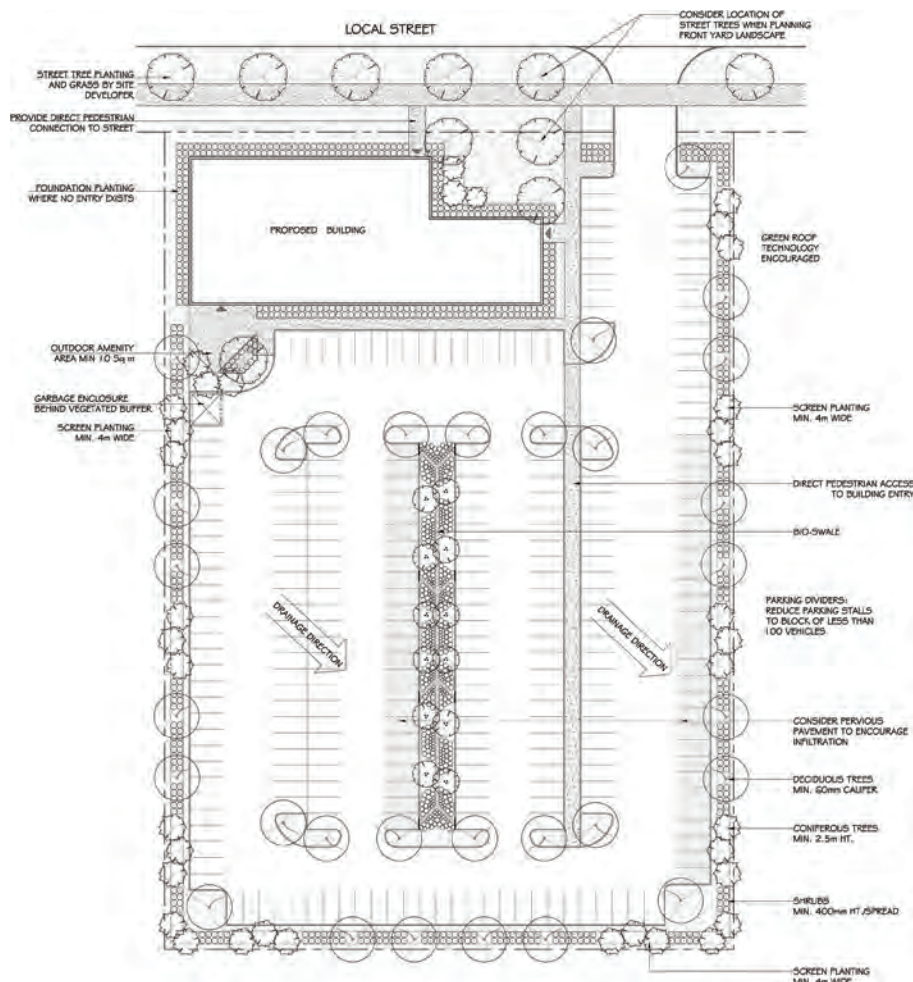 LOCAL STREET
CONSIDER LOCATION OF
STREET TREES WHEN PLANNING
FRONT YARD LANDSCAPE
STREET TREE PLANTING
AND GRASS BY SITE
DEVELOPER
PROVIDE DIRECT PEDESTRIAN
CONNECTION TO STREET
FOUNDATION PLANTING
WHERE NO ENTRY EXISTS
PROPOSED BUILDING
GREEN ROOF
TECHNOLOGY
ENCOURAGED
OUTDOOR AMENITY
AREA MIN 10 Sq m
GARBAGE ENCLOSURE
BEHIND VEGETATED BUFFER
SCREEN PLANTING
MIN. 4m WIDE
SCREEN PLANTING
MIN. 4m WIDE
DIRECT PEDESTRIAN ACCESS
TO BUILDING ENTRY
BIO-SWALE
DRAINAGE DIRECTION
DRAINAGE DIRECTION
PARKING DIVIDERS:
REDUCE PARKING STALLS
TO BLOCK OF LESS THAN
100 VEHICLES
CONSIDER PERVIOUS
PAVEMENT TO ENCOURAGE
INFILTRATION
DECIDUOUS TREES
MIN. 60mm CALIPER
CONIFEROUS TREES
MIN. 2.5m HT.
SHRUBS
MIN. 400mm HT./SPREAD
SCREEN PLANTING
MIN. 4m WIDE